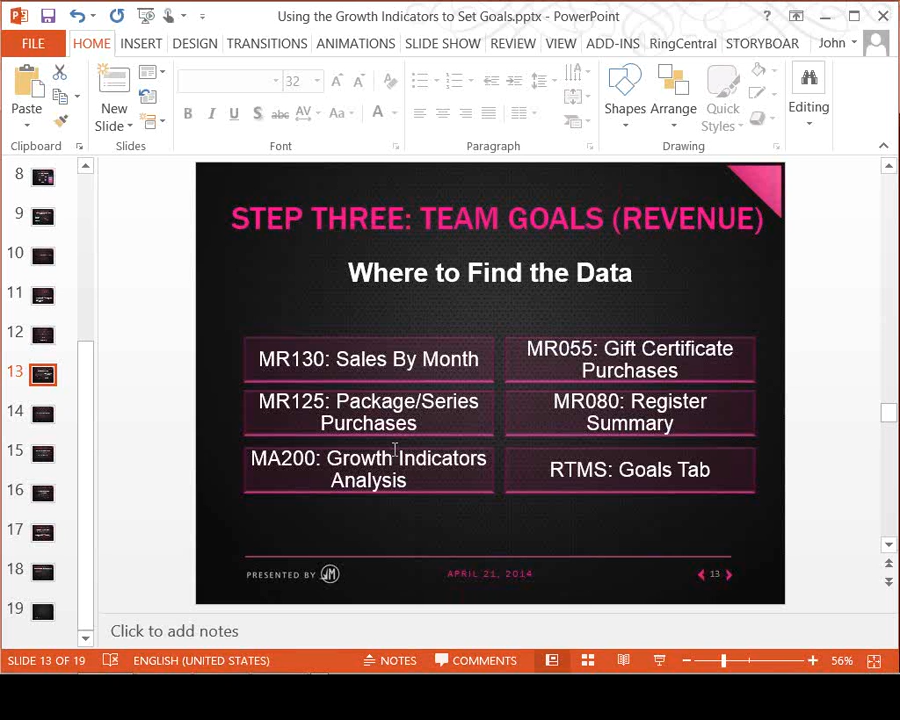 Using the Growth Indicators to Set Goals.pptx - PowerPoint
?
FILE HOME INSERT DESIGN TRANSITIONS ANIMATIONS SLIDE SHOW REVIEW VIEW ADD-INS RingCentral STORYBOAR John
32
Paste
New
Slide
B I U S abc AV Aa A
Shapes Arrange Quick
Styles
Editing
Clipboard Slides Font Paragraph Drawing
8
9
10
11
12
13
14
15
16
17
18
19
STEP THREE: TEAM GOALS (REVENUE)
Where to Find the Data
MR130: Sales By Month
MR055: Gift Certificate
Purchases
MR125: Package/Series
Purchases
MR080: Register
Summary
MA200: Growth Indicators
Analysis
RTMS: Goals Tab
PRESENTED BY JM APRIL 21, 2014 13
Click to add notes
SLIDE 13 OF 19 ENGLISH (UNITED STATES) NOTES COMMENTS 56%